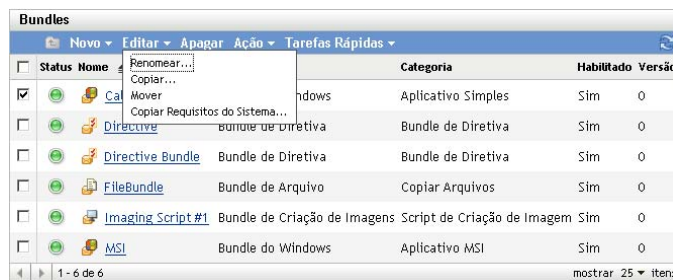 Bundles
Novo Editar Apagar Ação Tarefas Rápidas
Status Nome Categoria Habilitado Versão
Renomear...
Copiar...
Mover
Copiar Requisitos do Sistema...
Cal ndows Aplicativo Simples Sim 0
Directive Bundle de Diretiva Bundle de Diretiva Sim 0
Directive Bundle Bundle de Diretiva Bundle de Diretiva Sim 0
FileBundle Bundle de Arquivo Copiar Arquivos Sim 0
Imaging Script #1 Bundle de Criação de Imagens Script de Criação de Imagem Sim 0
MSI Bundle do Windows Aplicativo MSI Sim 0
1 - 6 de 6 mostrar 25 itens